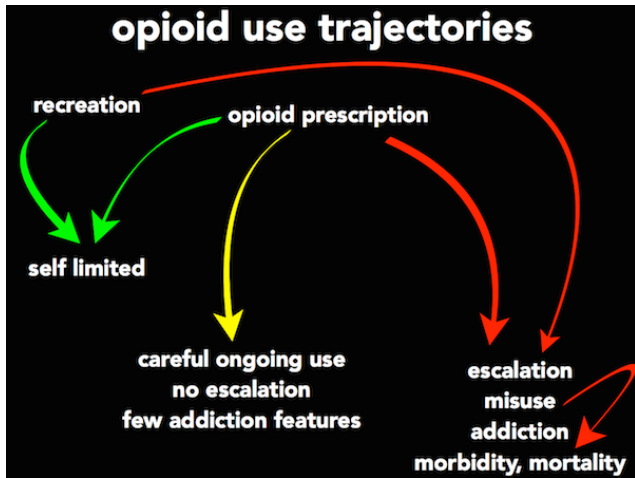 opioid use trajectories
recreation
opioid prescription
self limited
careful ongoing use
no escalation
few addiction features
escalation
misuse
addiction
morbidity, mortality